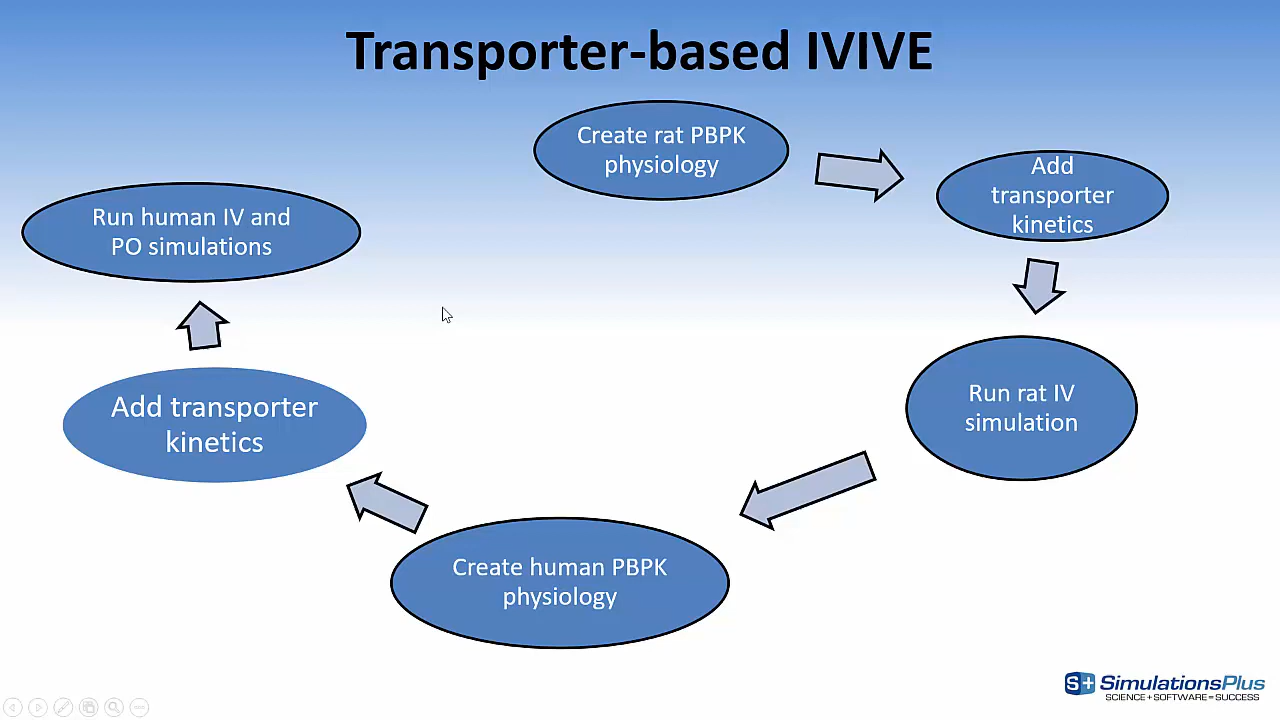 Transporter-based IVIVE
Create rat PBPK
physiology
Add
transporter
kinetics
Run rat IV
simulation
Create human PBPK
physiology
Add transporter
kinetics
Run human IV and
PO simulations
S+ SimulationsPlus
SCIENCE + SOFTWARE = SUCCESS